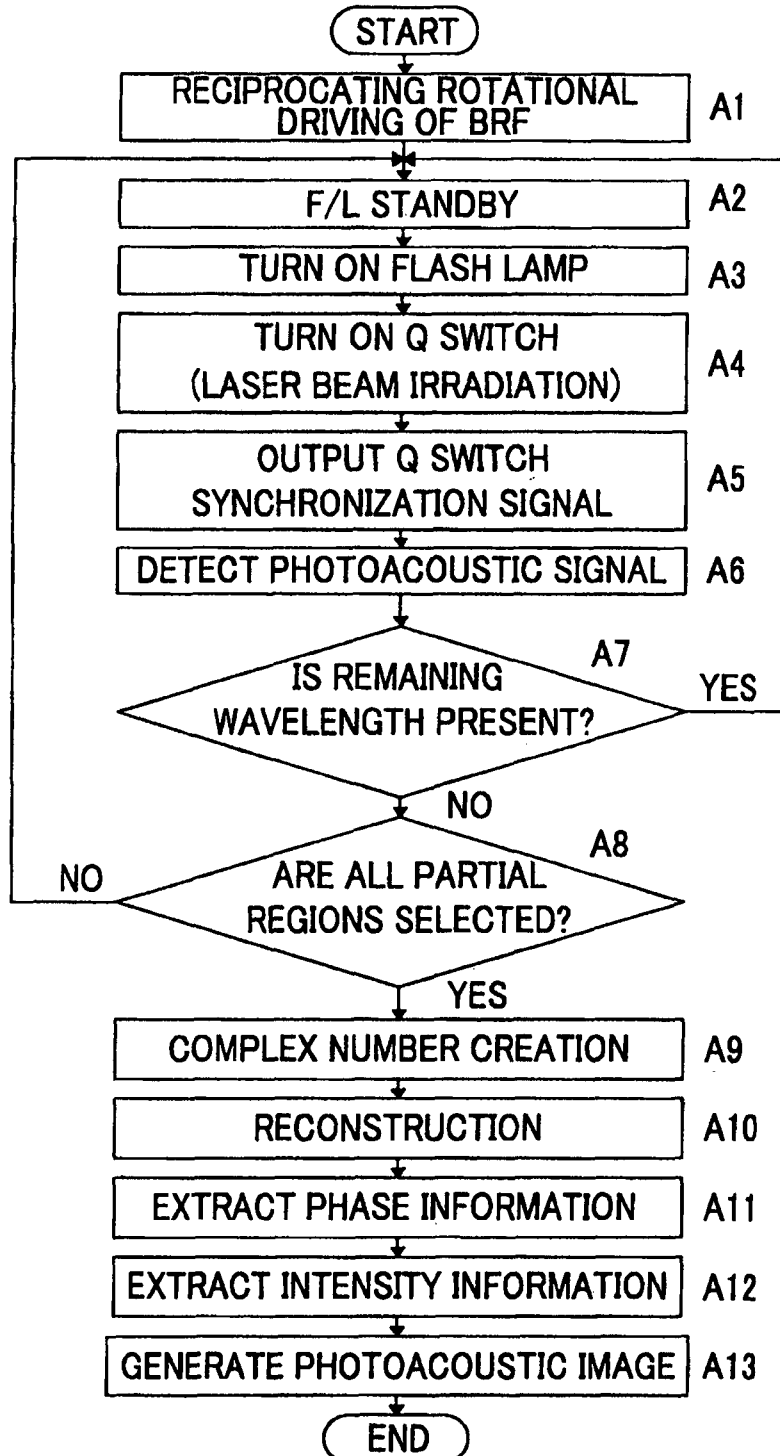 START
RECIPROCATING ROTATIONAL
DRIVING OF BRF
A1
F/L STANDBY
A2
TURN ON FLASH LAMP
A3
TURN ON Q SWITCH
(LASER BEAM IRRADIATION)
A4
OUTPUT Q SWITCH
SYNCHRONIZATION SIGNAL
A5
DETECT PHOTOACOUSTIC SIGNAL
A6
A7
IS REMAINING
WAVELENGTH PRESENT?
YES
NO
A8
ARE ALL PARTIAL
REGIONS SELECTED?
NO
YES
COMPLEX NUMBER CREATION
A9
RECONSTRUCTION
A10
EXTRACT PHASE INFORMATION
A11
EXTRACT INTENSITY INFORMATION
A12
GENERATE PHOTOACOUSTIC IMAGE
A13
END